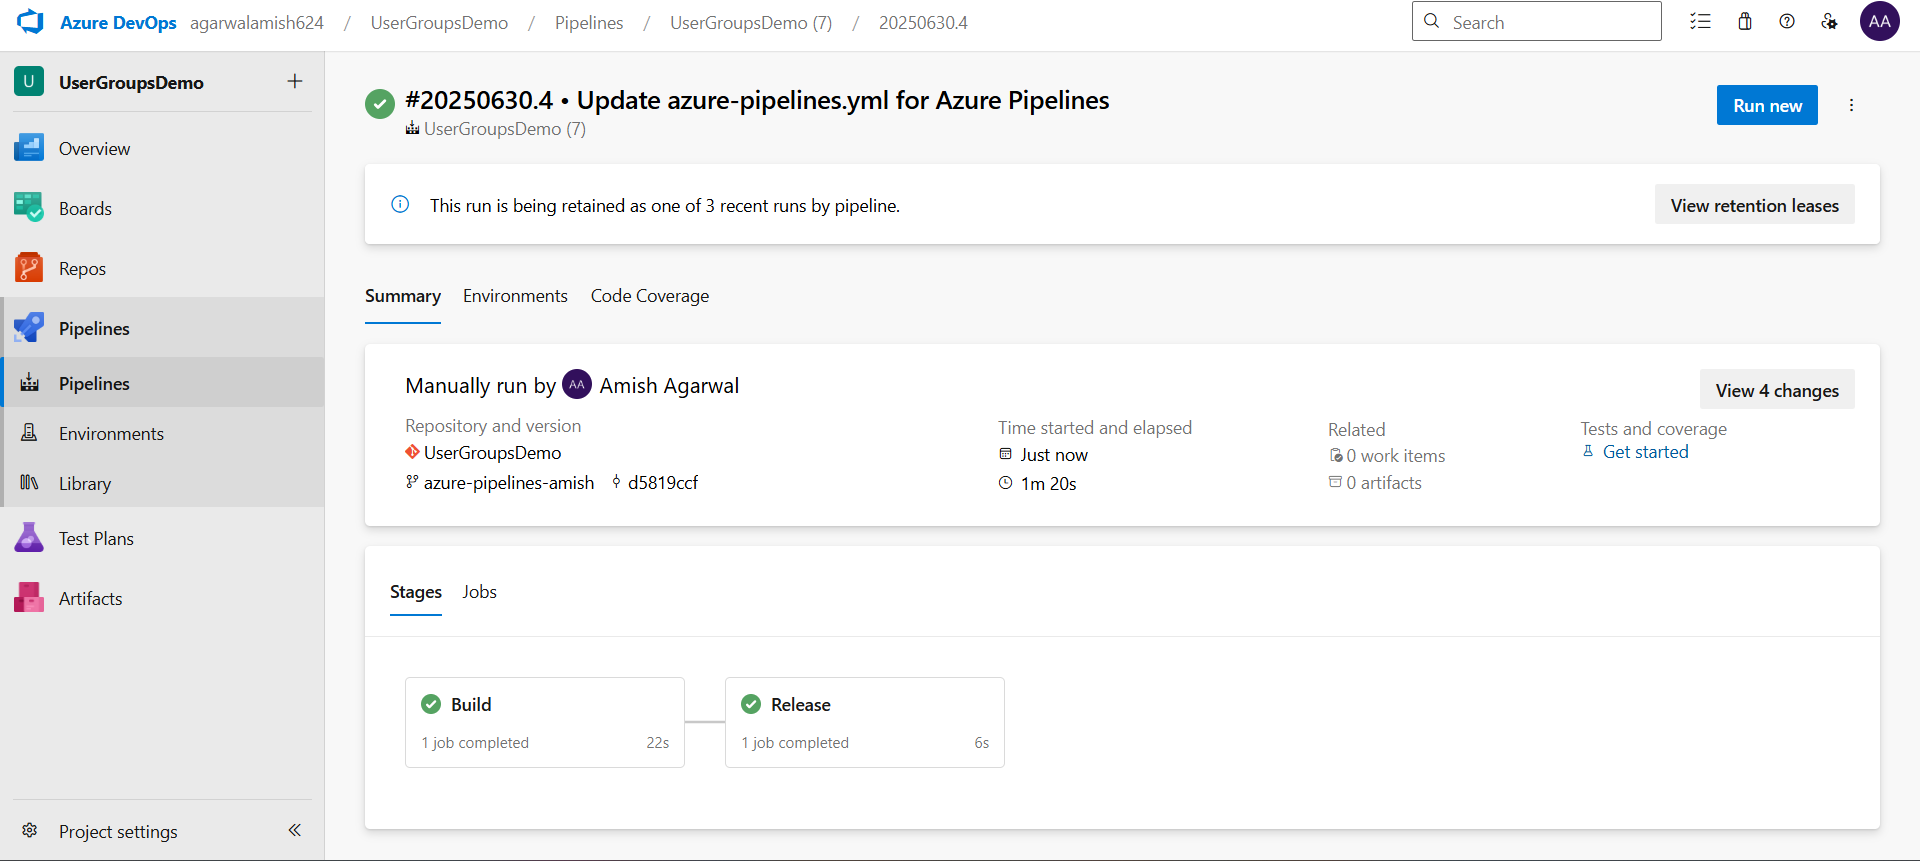 Azure DevOps agarwalamish624 / UserGroupsDemo / Pipelines / UserGroupsDemo (7) / 20250630.4
Search
AA
U UserGroupsDemo +
Overview
Boards
Repos
Pipelines
Pipelines
Environments
Library
Test Plans
Artifacts
Project settings
#20250630.4 • Update azure-pipelines.yml for Azure Pipelines
UserGroupsDemo (7)
Run new
This run is being retained as one of 3 recent runs by pipeline.
View retention leases
Summary Environments Code Coverage
Manually run by AA Amish Agarwal
View 4 changes
Repository and version
UserGroupsDemo
azure-pipelines-amish d5819ccf
Time started and elapsed
Just now
1m 20s
Related
0 work items
0 artifacts
Tests and coverage
Get started
Stages Jobs
Build
1 job completed 22s
Release
1 job completed 6s